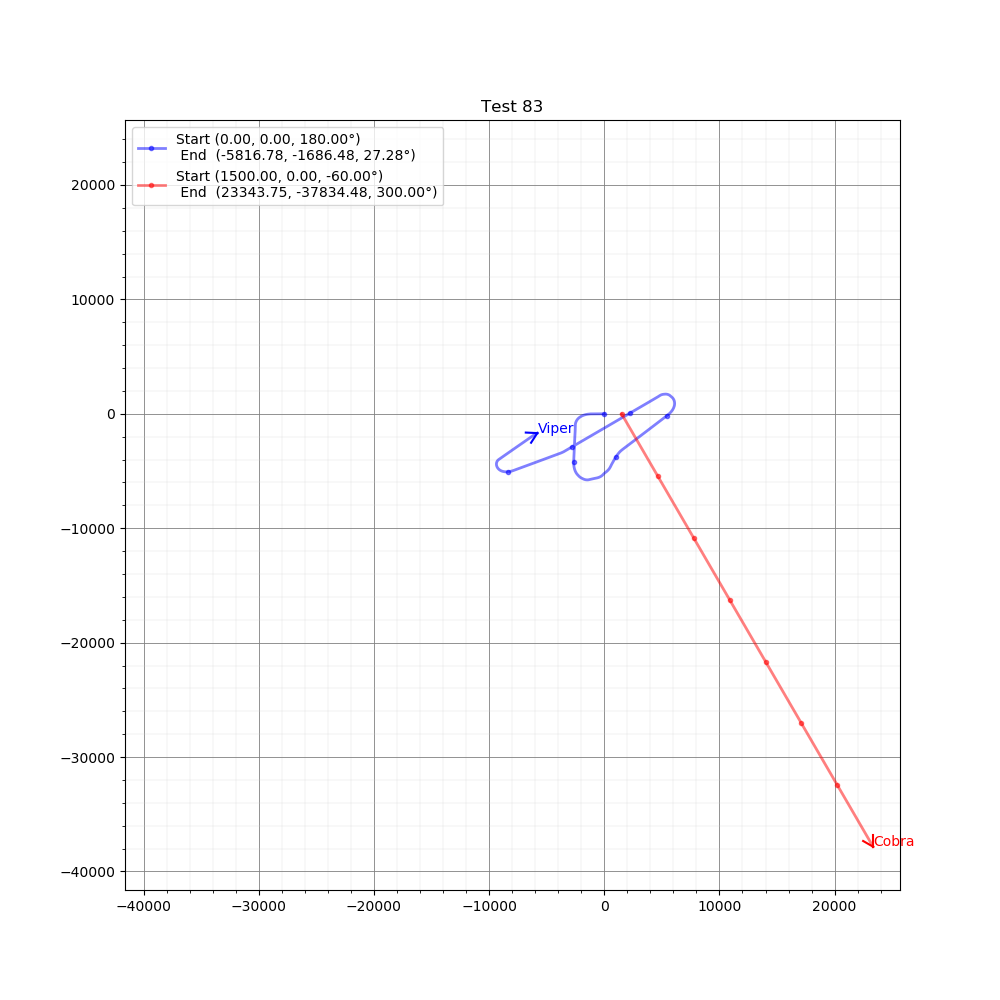 Test 83
Start (0.00, 0.00, 180.00°)
End (-5816.78, -1686.48, 27.28°)
Start (1500.00, 0.00, -60.00°)
End (23343.75, -37834.48, 300.00°)
20000
10000
0
−10000
−20000
−30000
−40000
Viper
Cobra
−40000 −30000 −20000 −10000 0 10000 20000